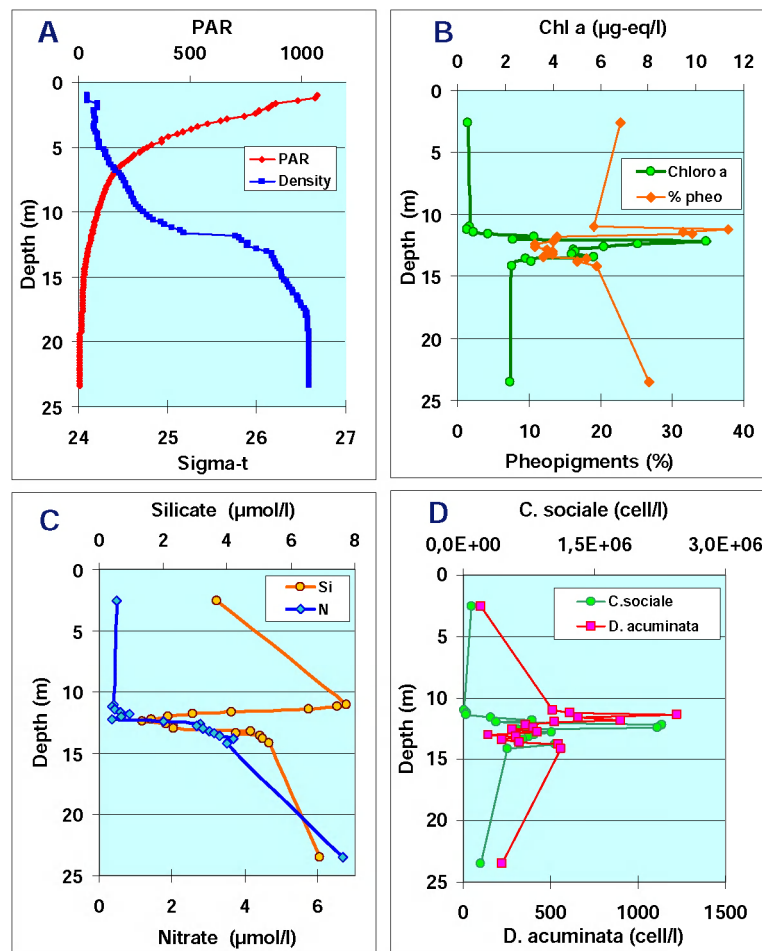 A
PAR
0 500 1000
0
5
10
15
20
25
Depth (m)
PAR
Density
24 25 26 27
Sigma-t
B
Chl a (µg-eq/l)
0 2 4 6 8 10 12
0
5
10
15
20
25
Depth (m)
Chloro a
% pheo
0 10 20 30 40
Pheopigments (%)
C
Silicate (µmol/l)
0 2 4 6 8
0
5
10
15
20
25
Depth (m)
Si
N
0 2 4 6
Nitrate (µmol/l)
D
C. sociale (cell/l)
0,0E+00 1,5E+06 3,0E+06
0
5
10
15
20
25
Depth (m)
C.sociale
D. acuminata
0 500 1000 1500
D. acuminata (cell/l)